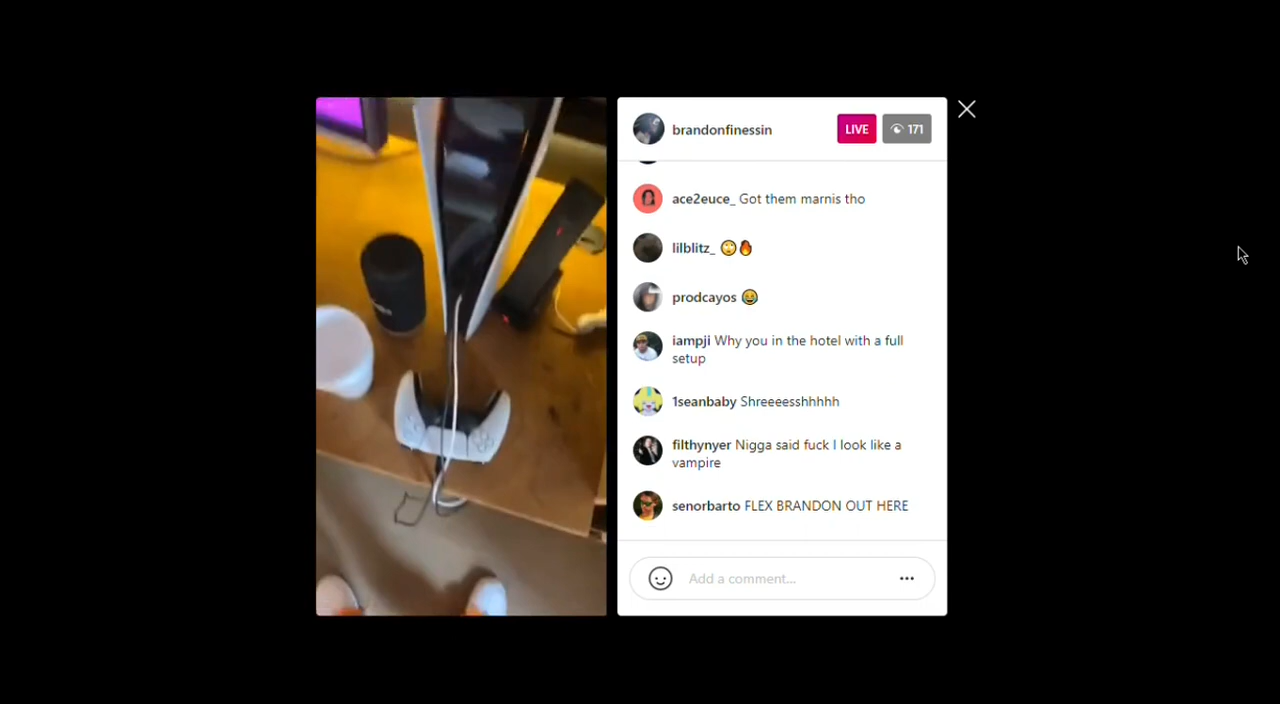 brandonfinessin
LIVE
171
ace2euce_ Got them marnis tho
lilblitz_ 🙄🔥
prodcayos 😂
iampji Why you in the hotel with a full
setup
1seanbaby Shreeeesshhhhh
filthynyer Nigga said fuck I look like a
vampire
senorbarto FLEX BRANDON OUT HERE
Add a comment...